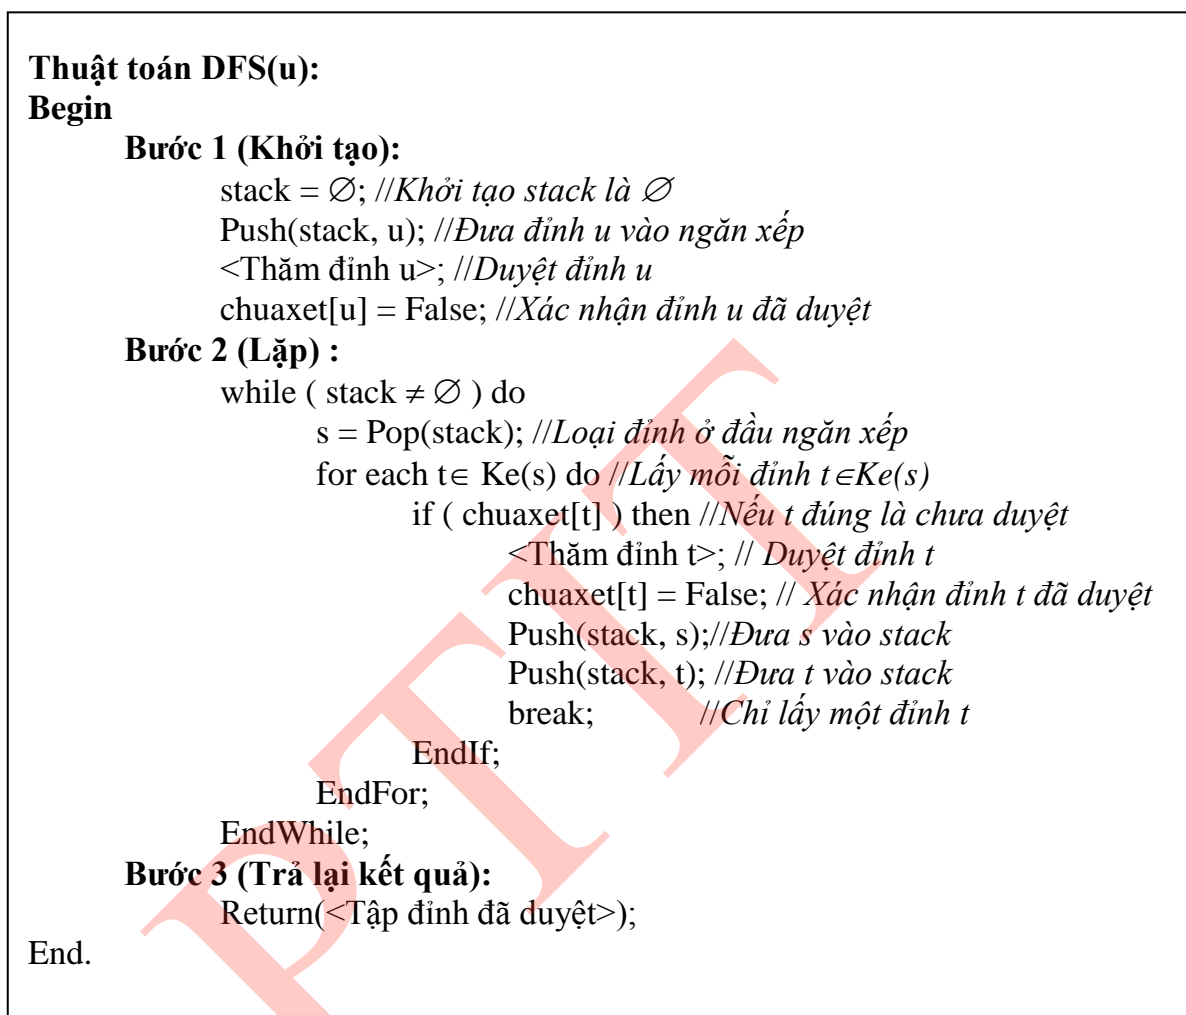 Thuật toán DFS(u):
Begin
Bước 1 (Khởi tạo):
stack = ∅; //Khởi tạo stack là ∅
Push(stack, u); //Đưa đỉnh u vào ngăn xếp
<Thăm đỉnh u>; //Duyệt đỉnh u
chuaxet[u] = False; //Xác nhận đỉnh u đã duyệt
Bước 2 (Lặp) :
while ( stack ≠ ∅ ) do
s = Pop(stack); //Loại đỉnh ở đầu ngăn xếp
for each t∈ Ke(s) do //Lấy mỗi đỉnh t∈Ke(s)
if ( chuaxet[t] ) then //Nếu t đúng là chưa duyệt
<Thăm đỉnh t>; // Duyệt đỉnh t
chuaxet[t] = False; // Xác nhận đỉnh t đã duyệt
Push(stack, s);//Đưa s vào stack
Push(stack, t); //Đưa t vào stack
break; //Chỉ lấy một đỉnh t
EndIf;
EndFor;
EndWhile;
Bước 3 (Trả lại kết quả):
Return(<Tập đỉnh đã duyệt>);
End.
PTIT